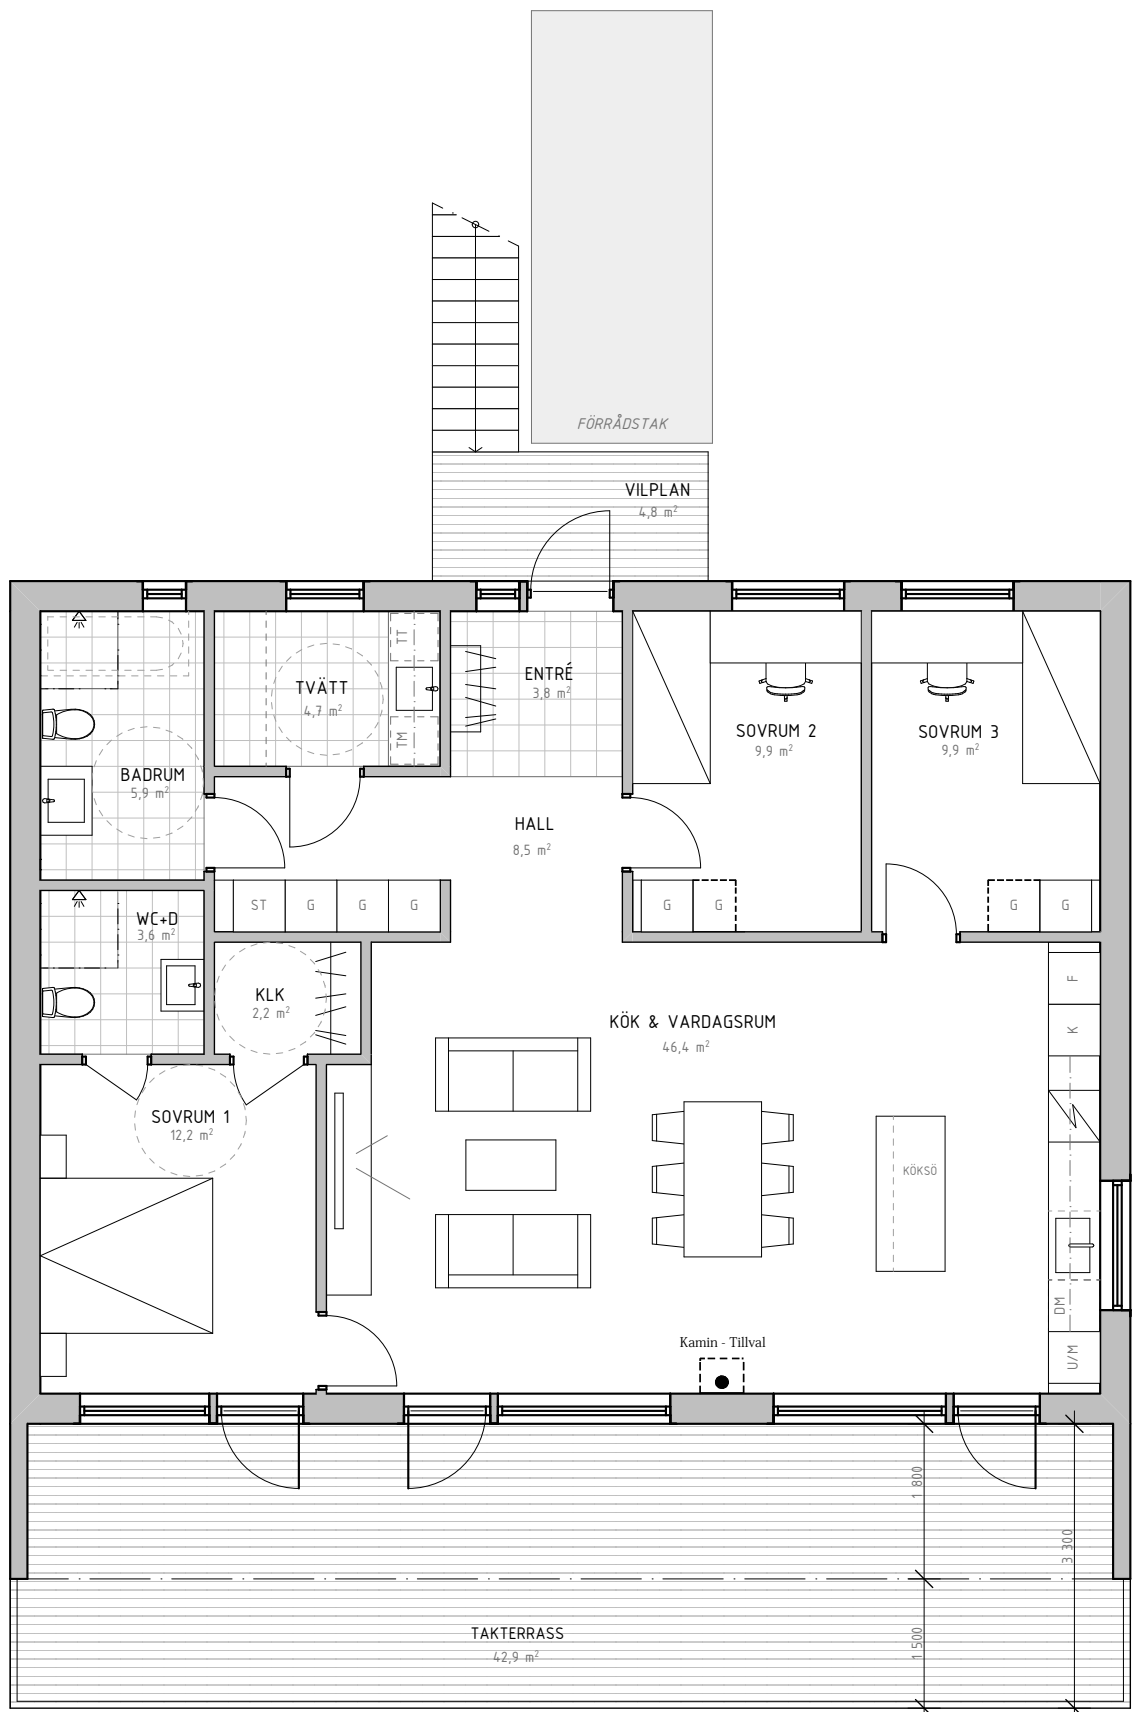 FÖRRÅDSTAK
VILPLAN
4,8 m²
TT
TVÄTT
4,7 m²
TM
ENTRÉ
3,8 m²
SOVRUM 2
9,9 m²
SOVRUM 3
9,9 m²
BADRUM
5,9 m²
HALL
8,5 m²
ST
G
G
G
G
G
G
G
WC+D
3,6 m²
KLK
2,2 m²
KÖK & VARDAGSRUM
46,4 m²
F
K
SOVRUM 1
12,2 m²
KÖKSÖ
DM
U/M
Kamin - Tillval
1 800
3 300
1 500
TAKTERRASS
42,9 m²